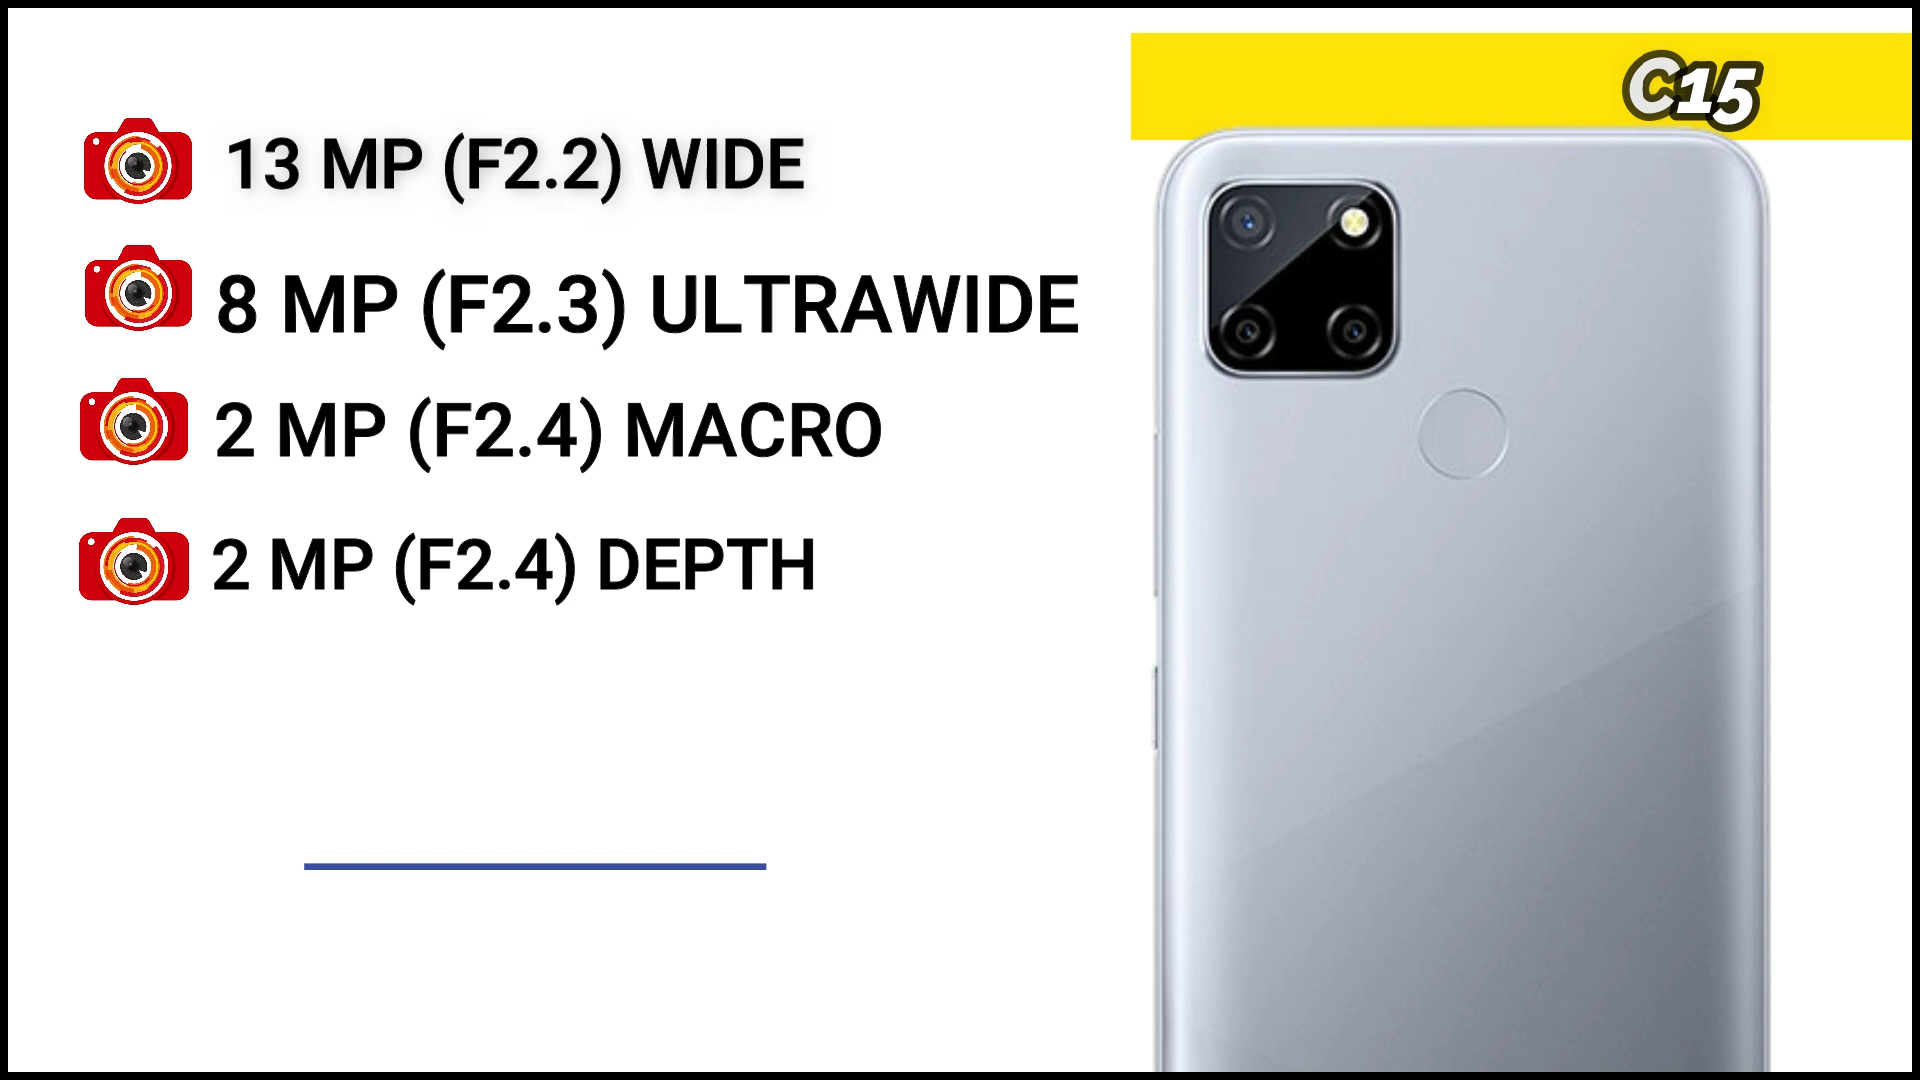 C15
13 MP (F2.2) WIDE
8 MP (F2.3) ULTRAWIDE
2 MP (F2.4) MACRO
2 MP (F2.4) DEPTH